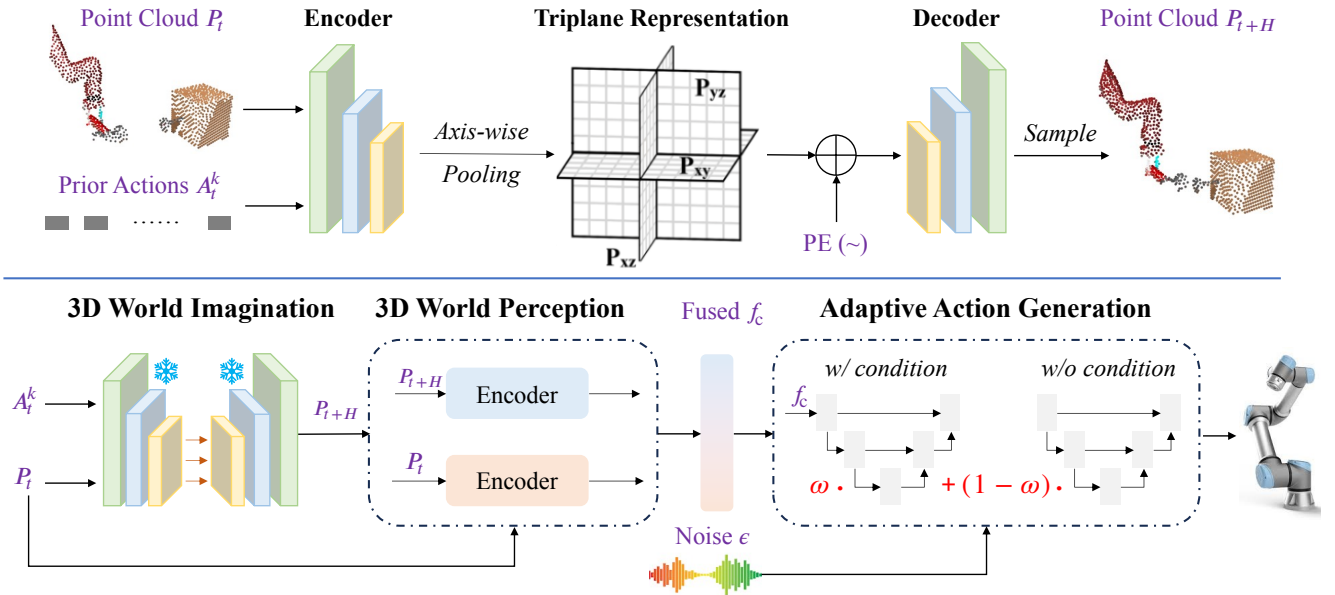 Point Cloud P_t
Encoder
Triplane Representation
Decoder
Point Cloud P_{t+H}
P_yz
Axis-wise
Pooling
P_xy
Sample
Prior Actions A_t^k
......
PE (~)
P_xz
3D World Imagination
3D World Perception
Fused f_c
Adaptive Action Generation
w/ condition
w/o condition
A_t^k
P_{t+H}
P_{t+H}
Encoder
f_c
P_t
P_t
Encoder
ω · + (1 − ω) ·
Noise ϵ